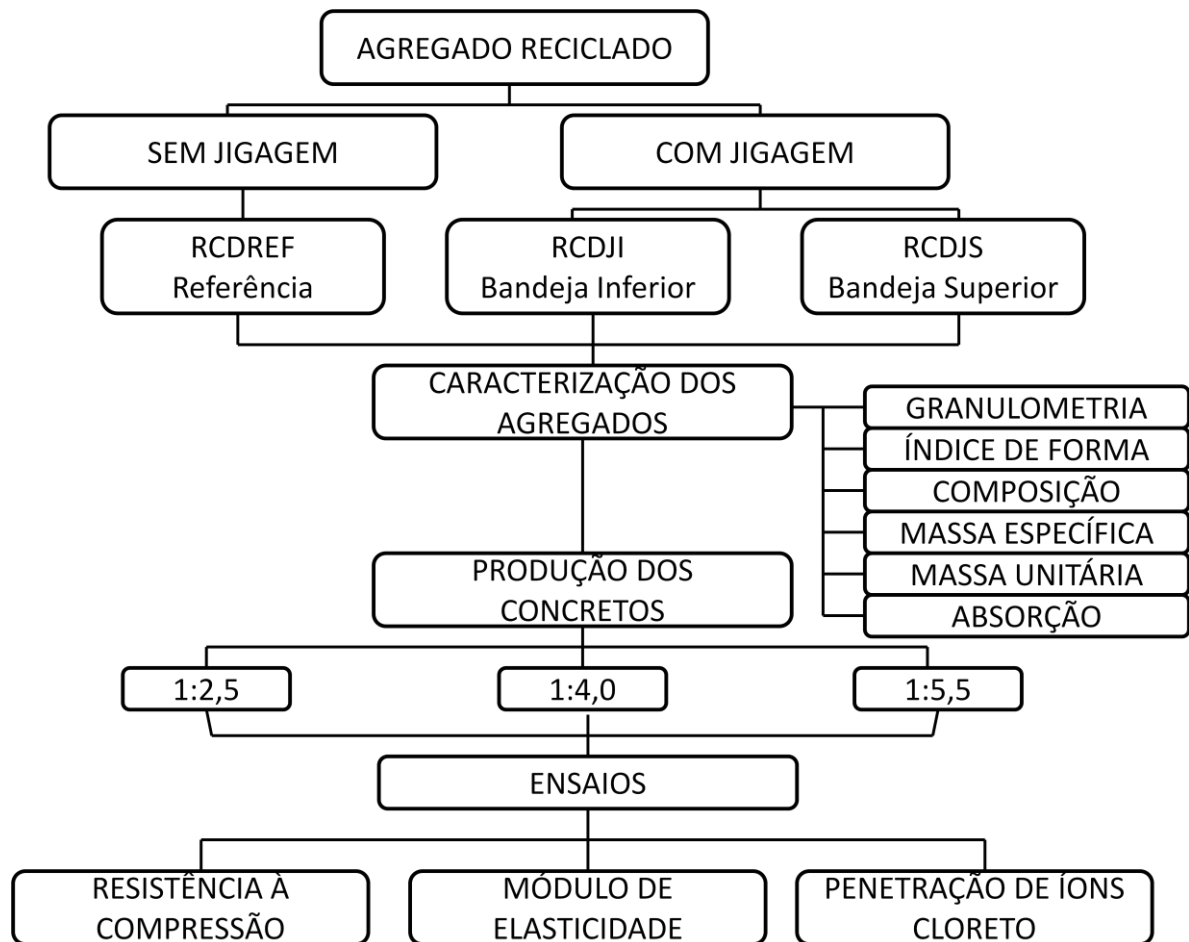 AGREGADO RECICLADO
SEM JIGAGEM
COM JIGAGEM
RCDREF
Referência
RCDJI
Bandeja Inferior
RCDJS
Bandeja Superior
CARACTERIZAÇÃO DOS
AGREGADOS
GRANULOMETRIA
ÍNDICE DE FORMA
COMPOSIÇÃO
MASSA ESPECÍFICA
MASSA UNITÁRIA
ABSORÇÃO
PRODUÇÃO DOS
CONCRETOS
1:2,5
1:4,0
1:5,5
ENSAIOS
RESISTÊNCIA À
COMPRESSÃO
MÓDULO DE
ELASTICIDADE
PENETRAÇÃO DE ÍONS
CLORETO